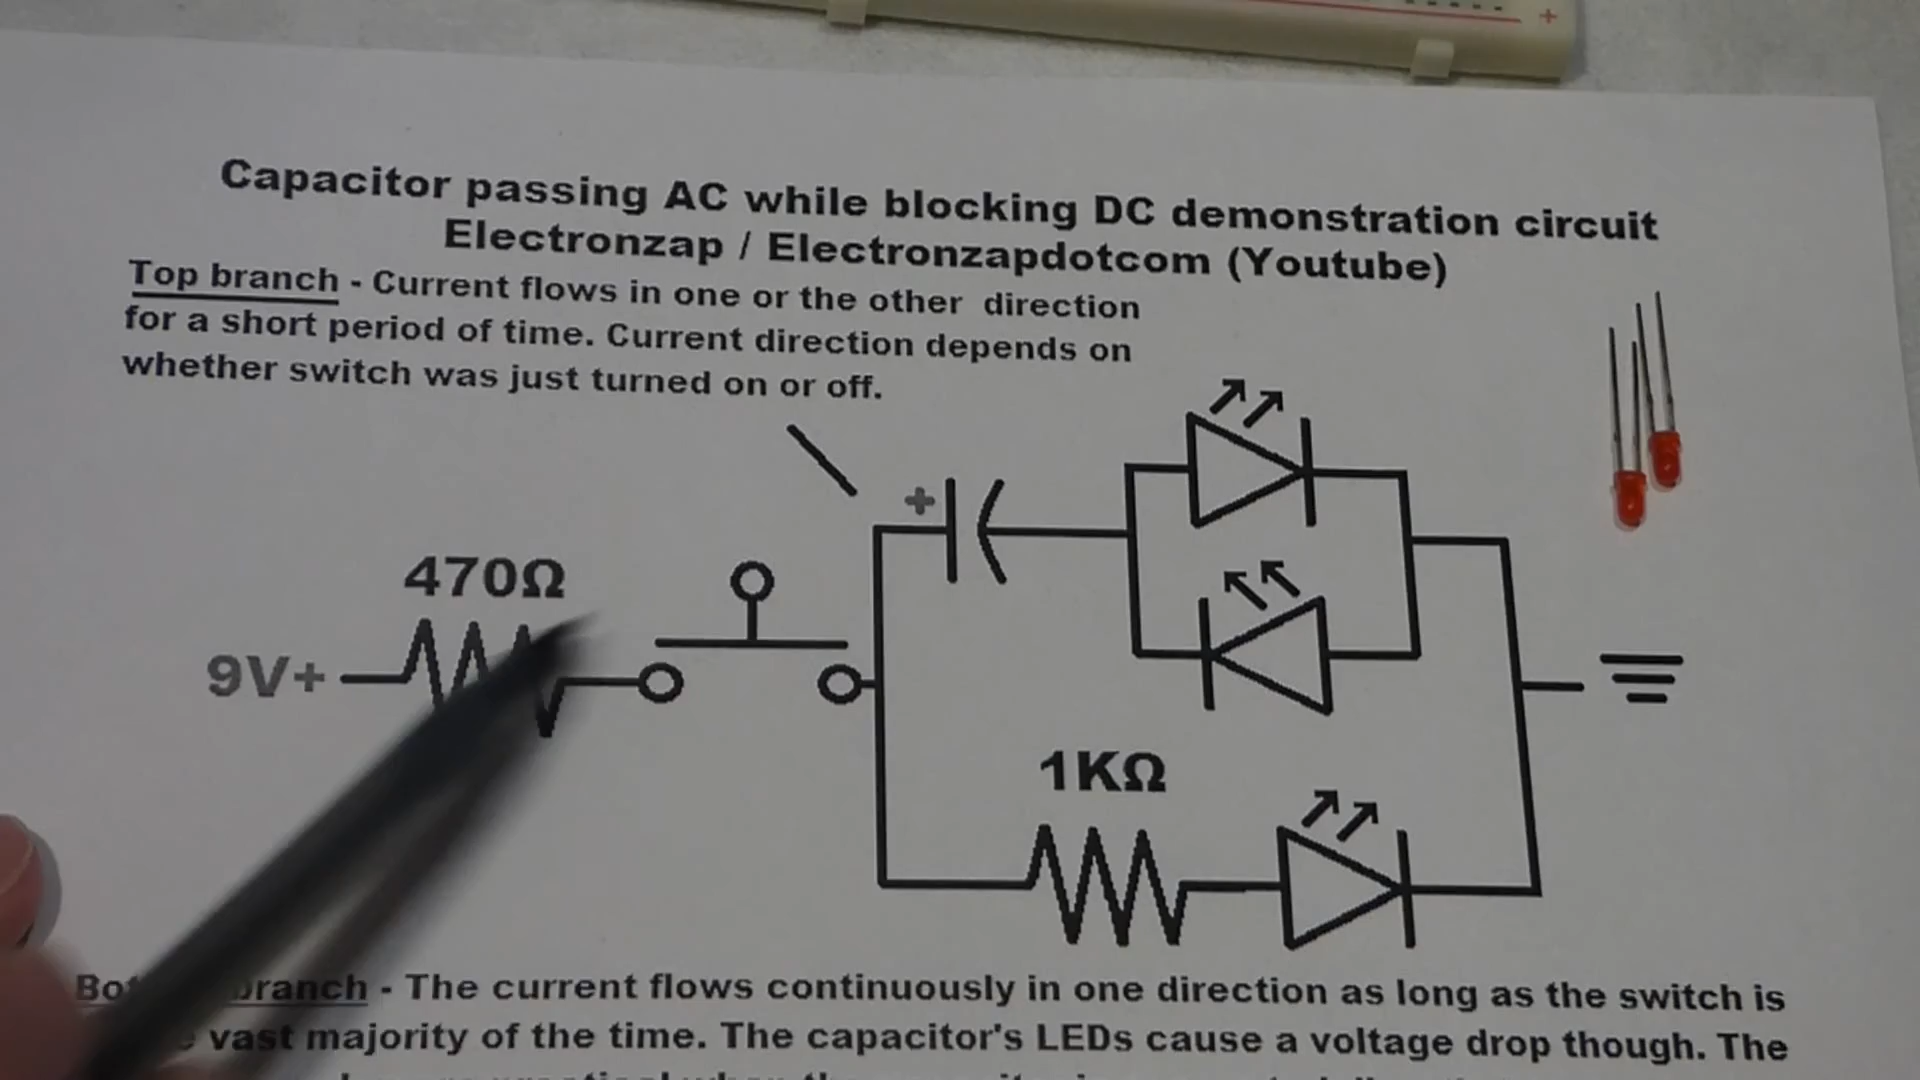 Capacitor passing AC while blocking DC demonstration circuit
Electronzap / Electronzapdotcom (Youtube)
Top branch - Current flows in one or the other direction
for a short period of time. Current direction depends on
whether switch was just turned on or off.
+
470Ω
9V+
1KΩ
branch - The current flows continuously in one direction as long as the switch is
vast majority of the time. The capacitor's LEDs cause a voltage drop though. The